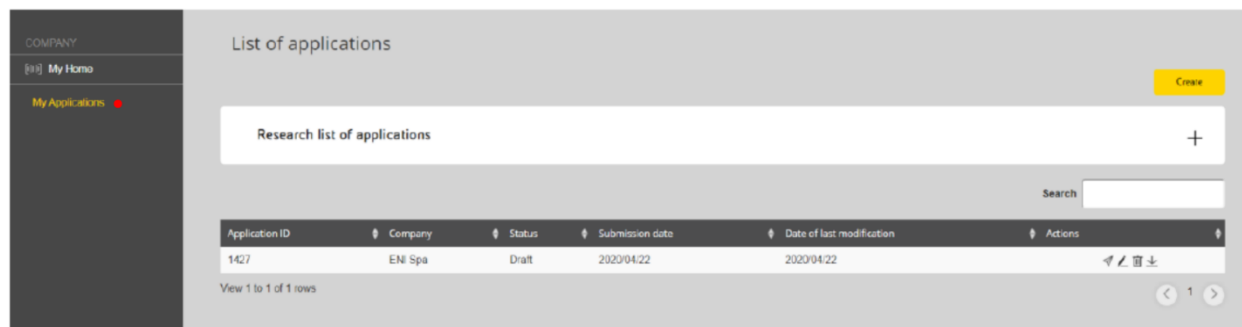 COMPANY
My Home
My Applications
List of applications
Create
Research list of applications
Search
Application ID Company Status Submission date Date of last modification Actions
1427 ENI Spa Draft 2020/04/22 2020/04/22
View 1 to 1 of 1 rows
1